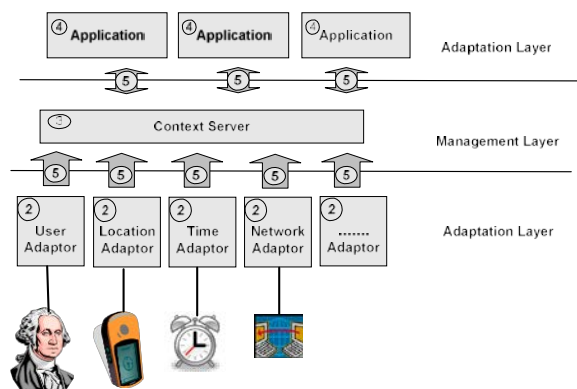 4 Application
4 Application
4 Application
Adaptation Layer
5 5 5
3 Context Server
Management Layer
5 5 5 5 5
2 User Adaptor
2 Location Adaptor
2 Time Adaptor
2 Network Adaptor
2 ....... Adaptor
Adaptation Layer